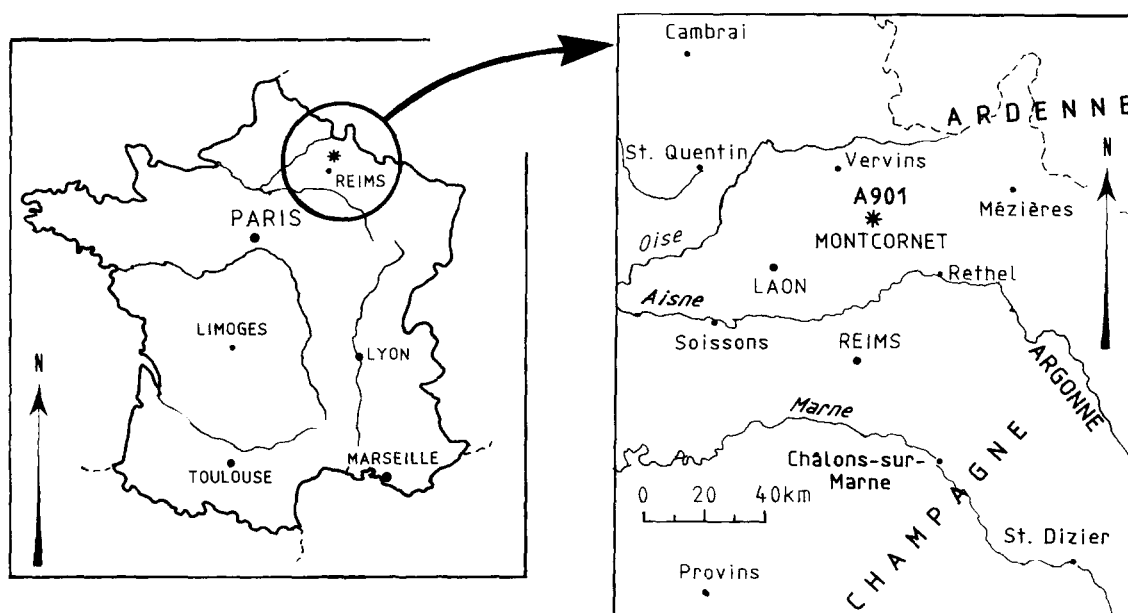 REIMS
PARIS
LIMOGES
LYON
N
TOULOUSE
MARSEILLE
Cambrai
ARDENNE
St. Quentin
Vervins
N
A901
Mézières
MONTCORNET
Oise
LAON
Rethel
Aisne
Soissons
REIMS
ARGONNE
Marne
Châlons-sur-
Marne
0 20 40km
CHAMPAGNE
St. Dizier
Provins